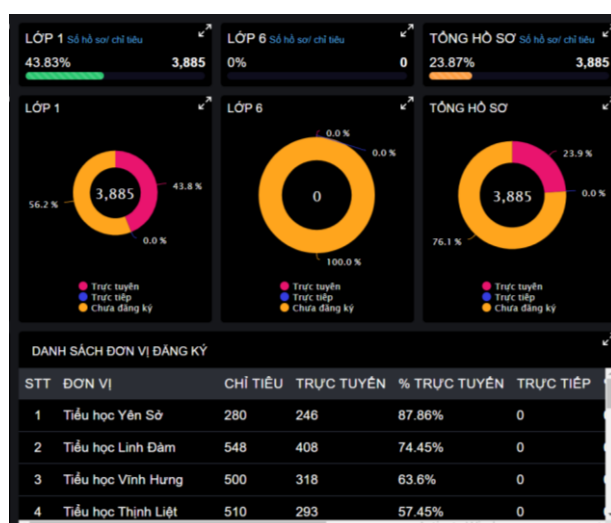 LỚP 1 Số hồ sơ/ chỉ tiêu
43.83% 3,885
LỚP 6 Số hồ sơ/ chỉ tiêu
0% 0
TỔNG HỒ SƠ Số hồ sơ/ chỉ tiêu
23.87% 3,885
LỚP 1
3,885
43.8 %
56.2 %
0.0 %
Trực tuyến
Trực tiếp
Chưa đăng ký
LỚP 6
0.0 %
0.0 %
0
100.0 %
Trực tuyến
Trực tiếp
Chưa đăng ký
TỔNG HỒ SƠ
23.9 %
3,885
0.0 %
76.1 %
Trực tuyến
Trực tiếp
Chưa đăng ký
DANH SÁCH ĐƠN VỊ ĐĂNG KÝ
STT ĐƠN VỊ CHỈ TIÊU TRỰC TUYẾN % TRỰC TUYẾN TRỰC TIẾP
1 Tiểu học Yên Sở 280 246 87.86% 0
2 Tiểu học Linh Đàm 548 408 74.45% 0
3 Tiểu học Vĩnh Hưng 500 318 63.6% 0
4 Tiểu học Thịnh Liệt 510 293 57.45% 0